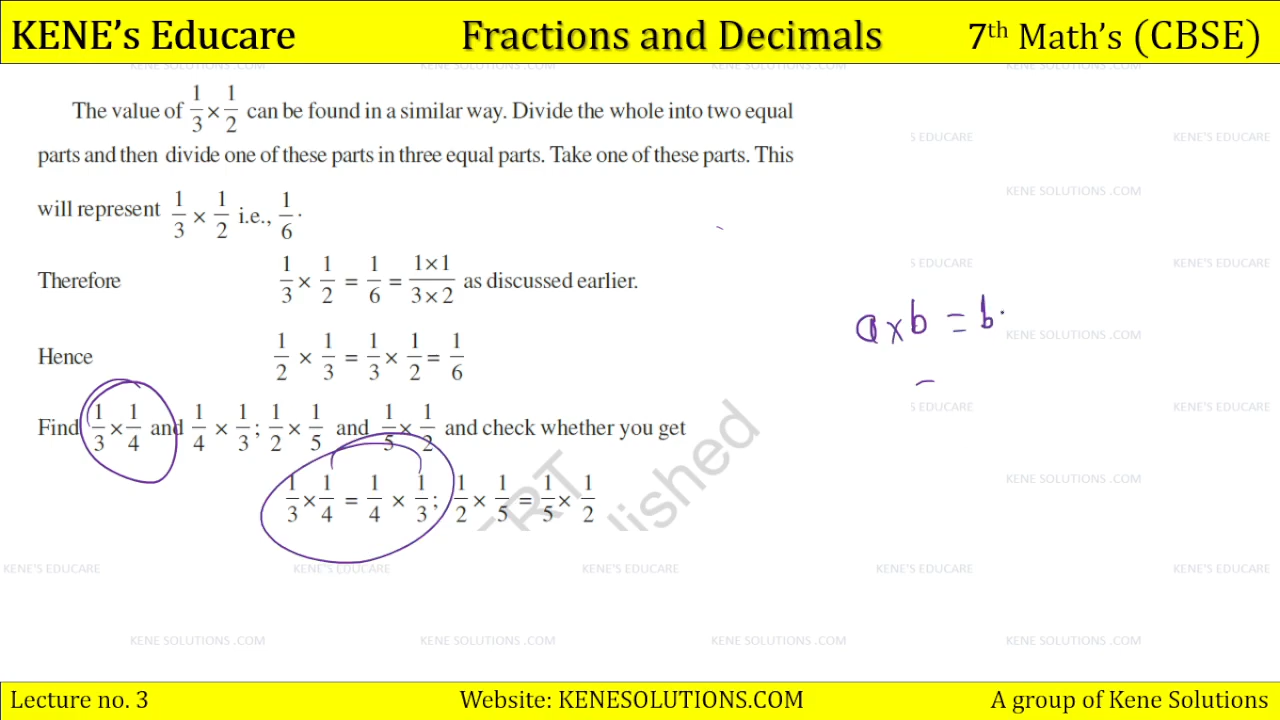 KENE’s Educare Fractions and Decimals 7th Math’s (CBSE)
The value of 1/3 × 1/2 can be found in a similar way. Divide the whole into two equal
parts and then divide one of these parts in three equal parts. Take one of these parts. This
will represent 1/3 × 1/2 i.e., 1/6.
Therefore 1/3 × 1/2 = 1/6 = (1×1)/(3×2) as discussed earlier.
Hence 1/2 × 1/3 = 1/3 × 1/2 = 1/6
Find 1/3 × 1/4 and 1/4 × 1/3; 1/2 × 1/5 and 1/5 × 1/2 and check whether you get
1/3 × 1/4 = 1/4 × 1/3; 1/2 × 1/5 = 1/5 × 1/2
a × b = b .
KENE'S EDUCARE
KENE SOLUTIONS .COM
Lecture no. 3 Website: KENESOLUTIONS.COM A group of Kene Solutions